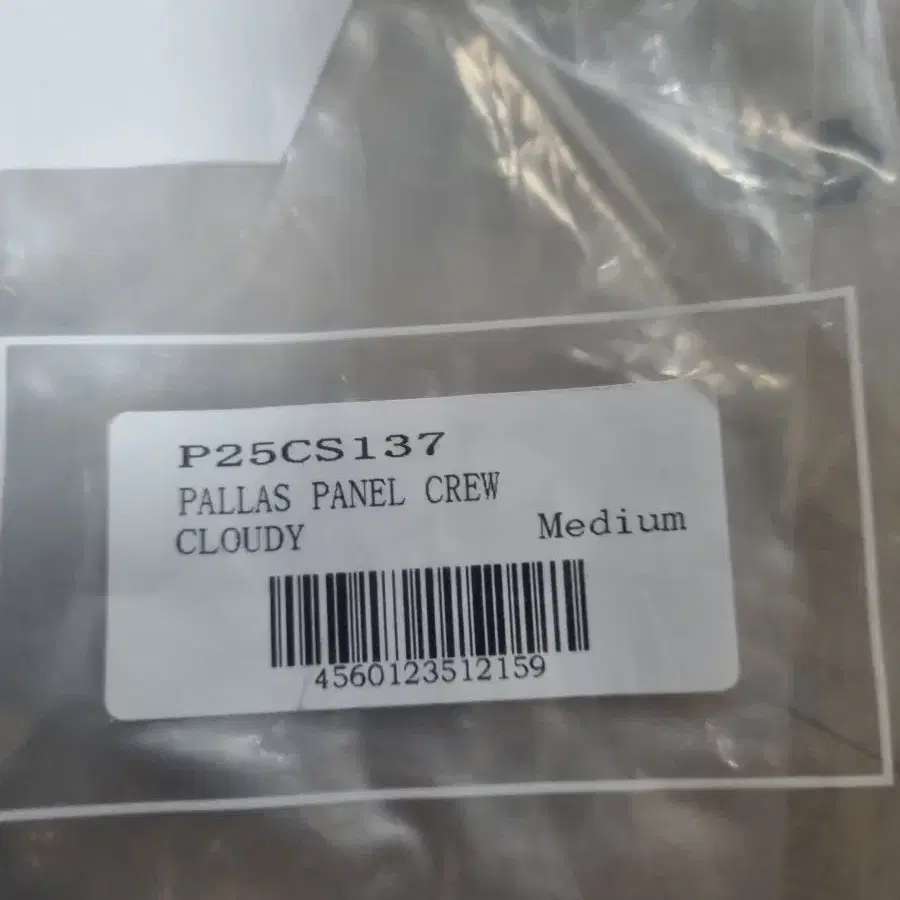 P25CS137
PALLAS PANEL CREW
CLOUDY Medium
4560123512159